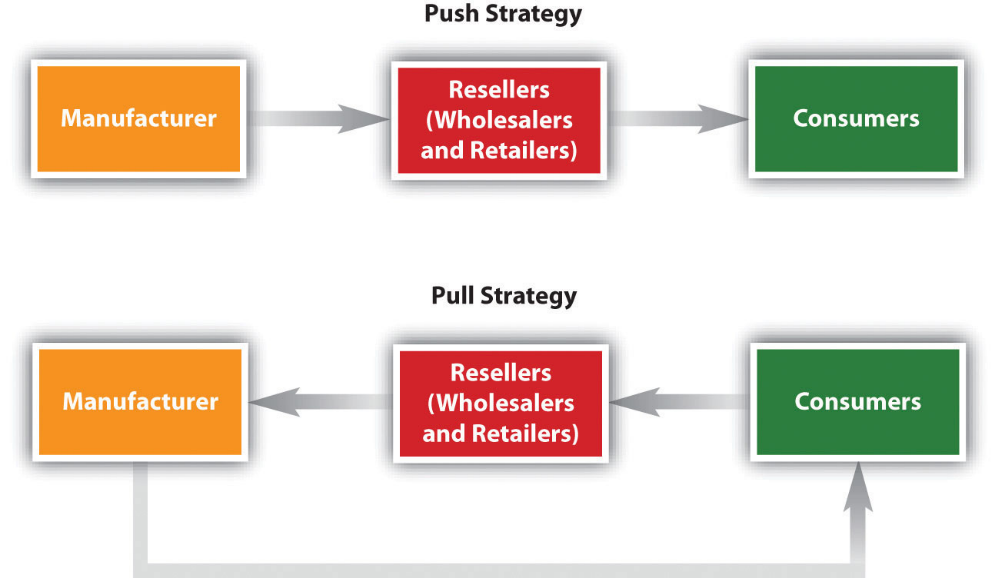 Push Strategy
Manufacturer
Resellers
(Wholesalers
and Retailers)
Consumers
Pull Strategy
Manufacturer
Resellers
(Wholesalers
and Retailers)
Consumers